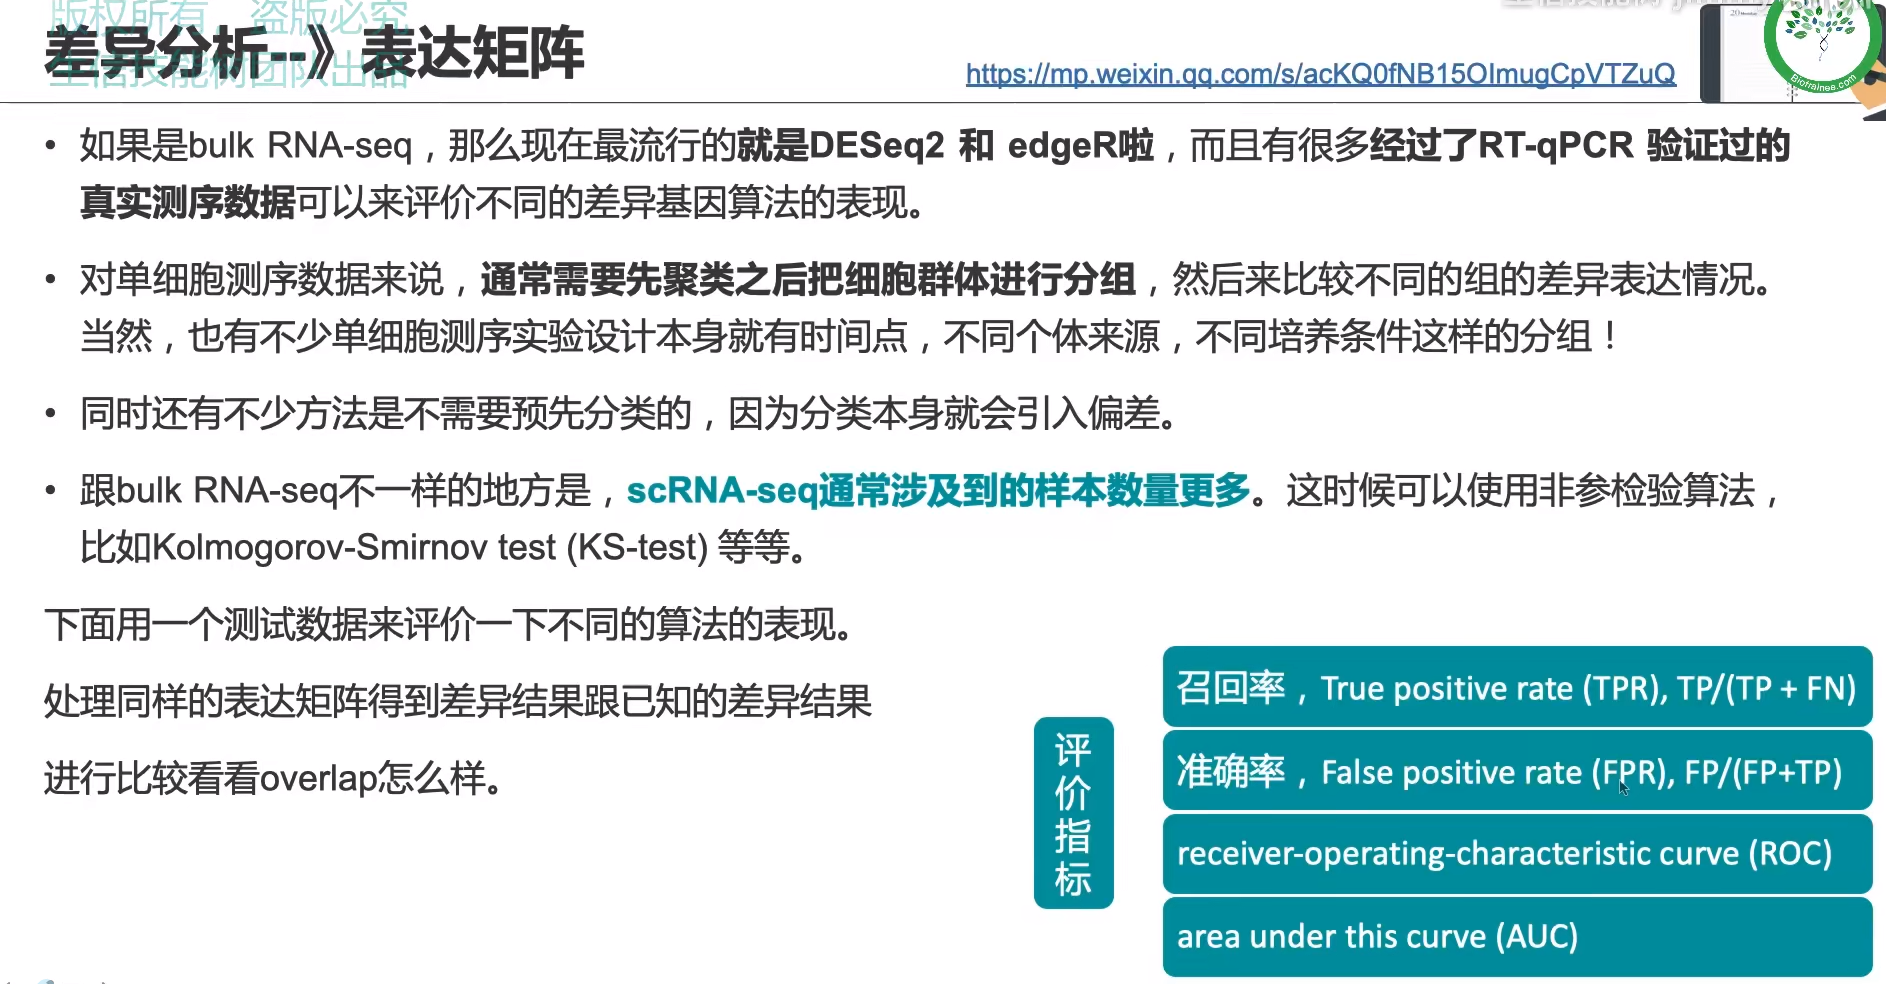 版权所有，盗版必究
生信技能树团队出品
差异分析--》表达矩阵
https://mp.weixin.qq.com/s/acKQ0fNB15OImugCpVTZuQ
Biotrainee.com
• 如果是bulk RNA-seq，那么现在最流行的就是DESeq2 和 edgeR啦，而且有很多经过了RT-qPCR 验证过的
真实测序数据可以来评价不同的差异基因算法的表现。
• 对单细胞测序数据来说，通常需要先聚类之后把细胞群体进行分组，然后来比较不同的组的差异表达情况。
当然，也有不少单细胞测序实验设计本身就有时间点，不同个体来源，不同培养条件这样的分组！
• 同时还有不少方法是不需要预先分类的，因为分类本身就会引入偏差。
• 跟bulk RNA-seq不一样的地方是，scRNA-seq通常涉及到的样本数量更多。这时候可以使用非参检验算法，
比如Kolmogorov-Smirnov test (KS-test) 等等。
下面用一个测试数据来评价一下不同的算法的表现。
处理同样的表达矩阵得到差异结果跟已知的差异结果
进行比较看看overlap怎么样。
评价指标
召回率，True positive rate (TPR), TP/(TP + FN)
准确率，False positive rate (FPR), FP/(FP+TP)
receiver-operating-characteristic curve (ROC)
area under this curve (AUC)